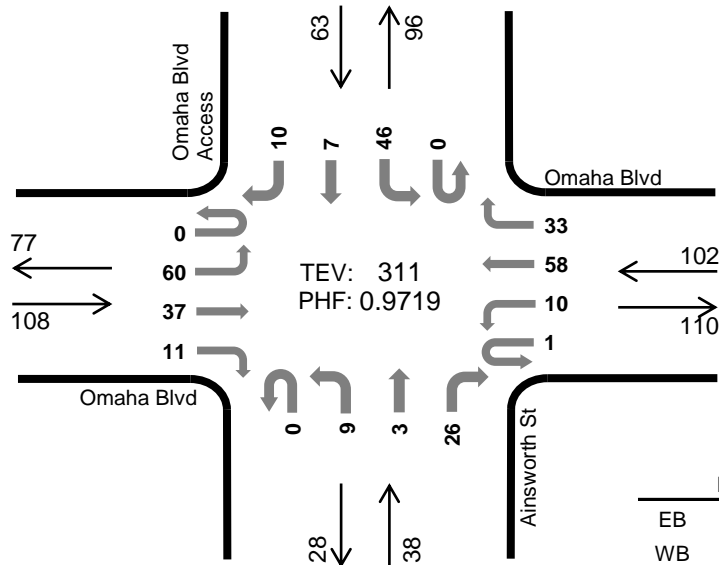 63
96
Omaha Blvd
Access
10
7
46
0
Omaha Blvd
0
33
77
60
TEV: 311
58
102
108
37
PHF: 0.9719
10
110
11
1
Omaha Blvd
0
9
3
26
Ainsworth St
28
38
EB
WB